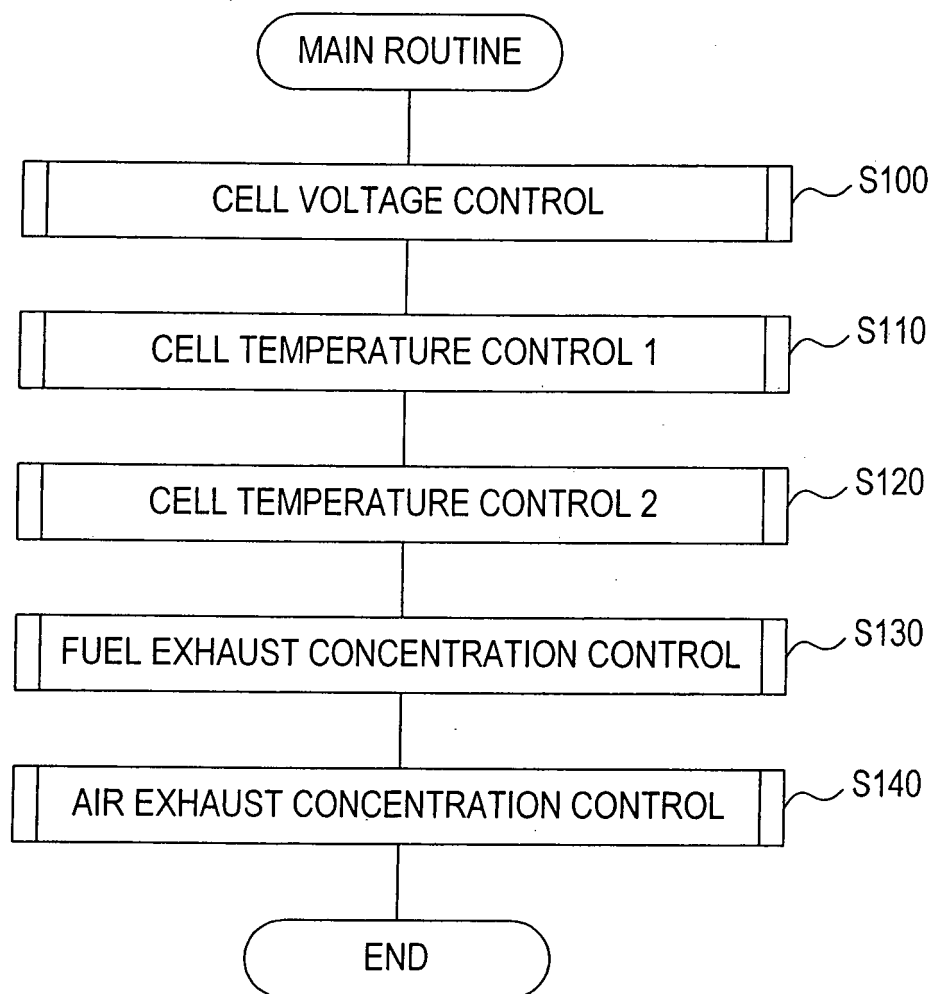 MAIN ROUTINE
CELL VOLTAGE CONTROL
S100
CELL TEMPERATURE CONTROL 1
S110
CELL TEMPERATURE CONTROL 2
S120
FUEL EXHAUST CONCENTRATION CONTROL
S130
AIR EXHAUST CONCENTRATION CONTROL
S140
END